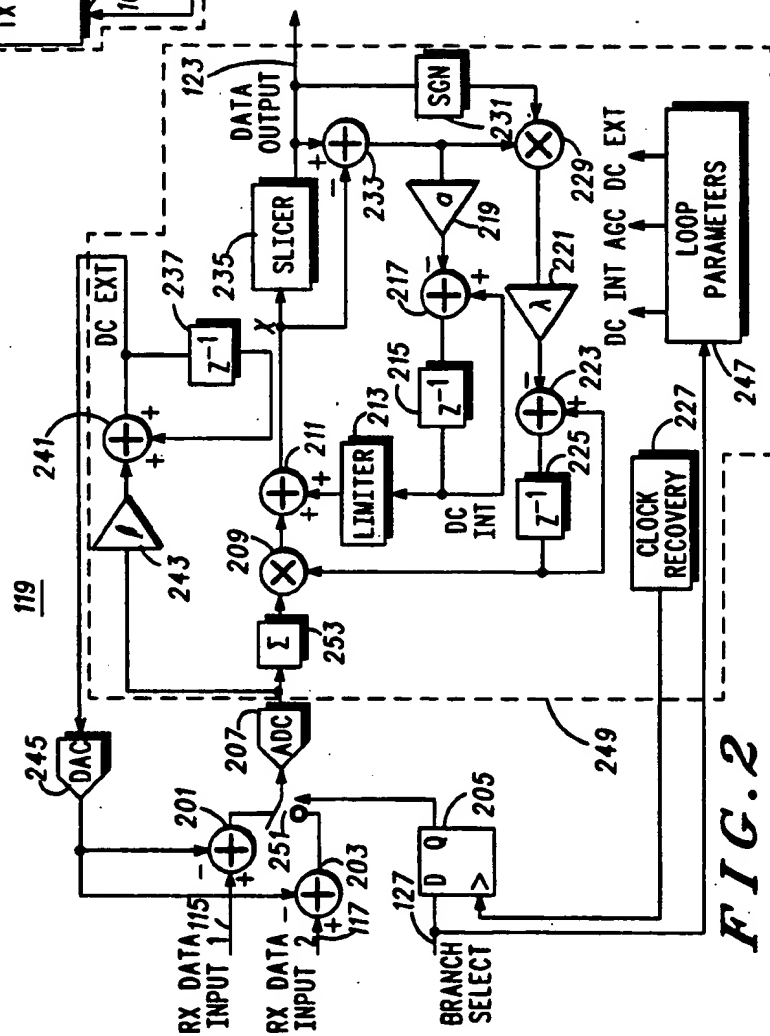 TX
119
245
DAC
241
DC EXT
237
z⁻¹
+
+
243
ℓ
DATA
OUTPUT
123
235
SLICER
X
+
-
233
SGN
231
229
a
219
-
217
+
215
z⁻¹
213
LIMITER
211
+
+
209
Σ
253
207
ADC
DC
INT
221
λ
-
223
+
225
z⁻¹
RX DATA
INPUT 1
115
-
+
201
RX DATA
INPUT 2
117
-
+
203
251
127
D Q
205
BRANCH
SELECT
249
227
CLOCK
RECOVERY
DC INT AGC DC EXT
LOOP
PARAMETERS
247
FIG.2